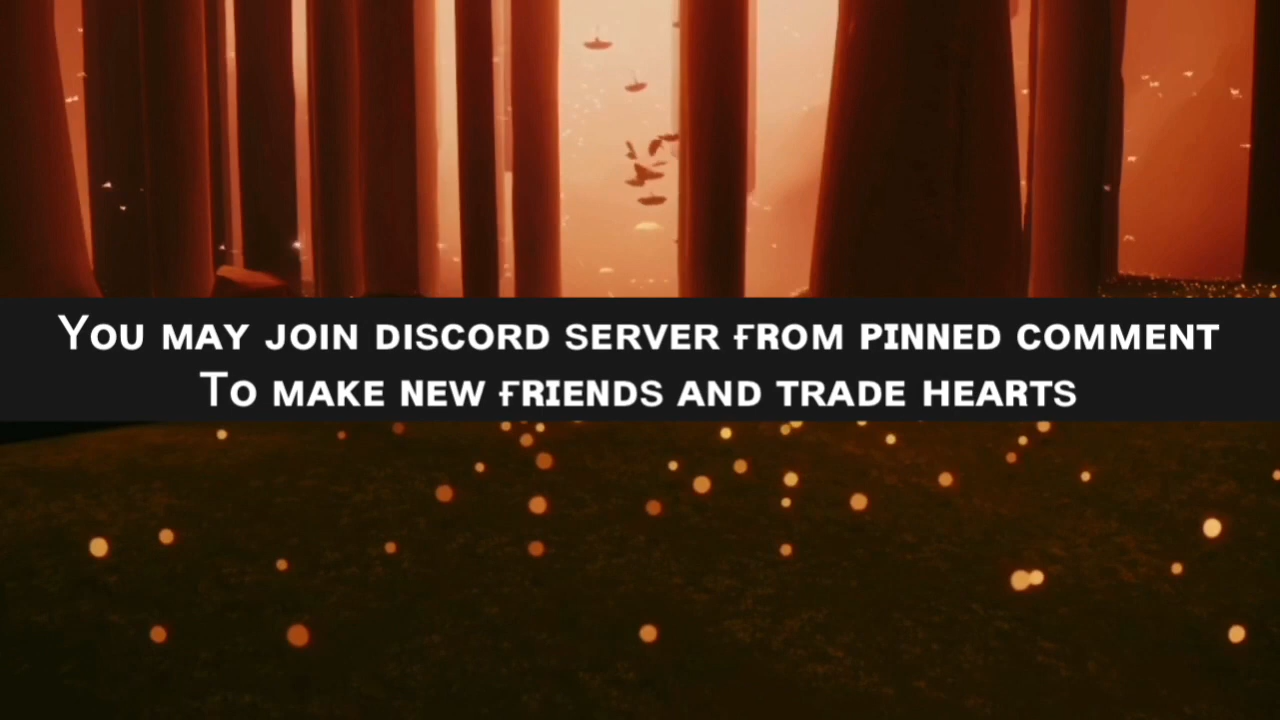 You may join discord server from pinned comment
To make new friends and trade hearts